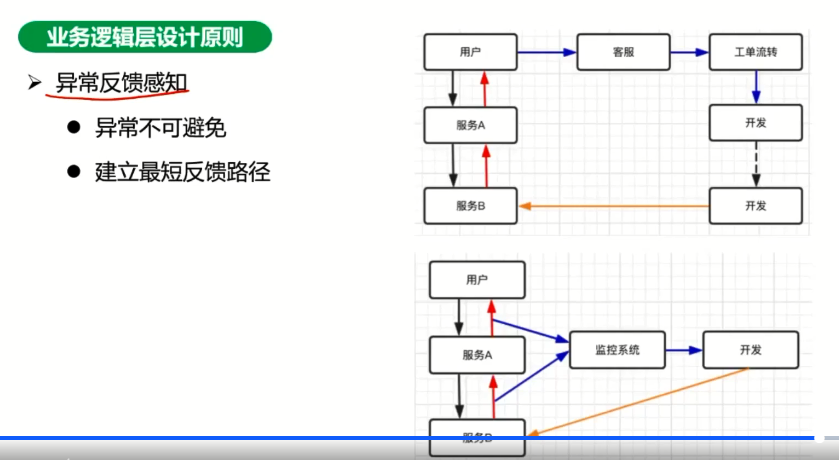 业务逻辑层设计原则
异常反馈感知
异常不可避免
建立最短反馈路径
用户
客服
工单流转
服务A
开发
服务B
开发
用户
服务A
监控系统
开发
服务B